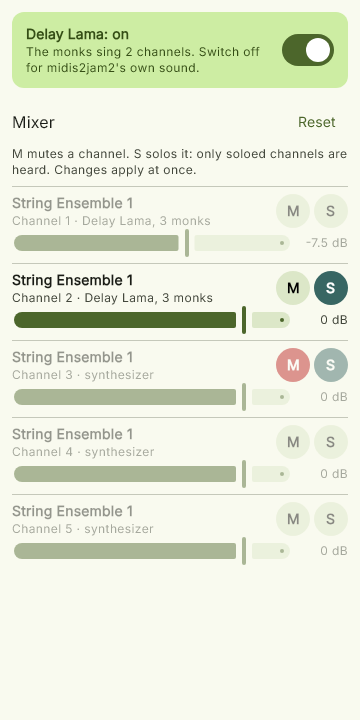 Delay Lama: on
The monks sing 2 channels. Switch off
for midis2jam2's own sound.
Mixer
Reset
M mutes a channel. S solos it: only soloed channels are
heard. Changes apply at once.
String Ensemble 1
M S
Channel 1 · Delay Lama, 3 monks
-7.5 dB
String Ensemble 1
M S
Channel 2 · Delay Lama, 3 monks
0 dB
String Ensemble 1
M S
Channel 3 · synthesizer
0 dB
String Ensemble 1
M S
Channel 4 · synthesizer
0 dB
String Ensemble 1
M S
Channel 5 · synthesizer
0 dB